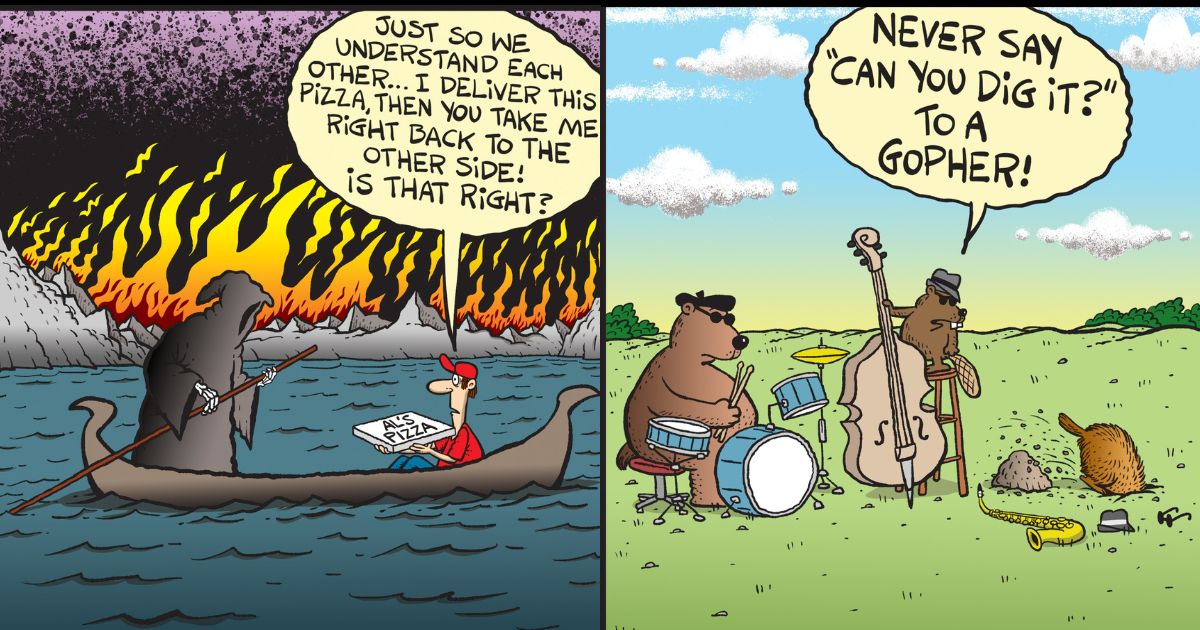 JUST SO WE
UNDERSTAND EACH
OTHER... I DELIVER THIS
PIZZA, THEN YOU TAKE ME
RIGHT BACK TO THE
OTHER SIDE!
IS THAT RIGHT?
AL'S
PIZZA
NEVER SAY
"CAN YOU DIG IT?"
TO A
GOPHER!